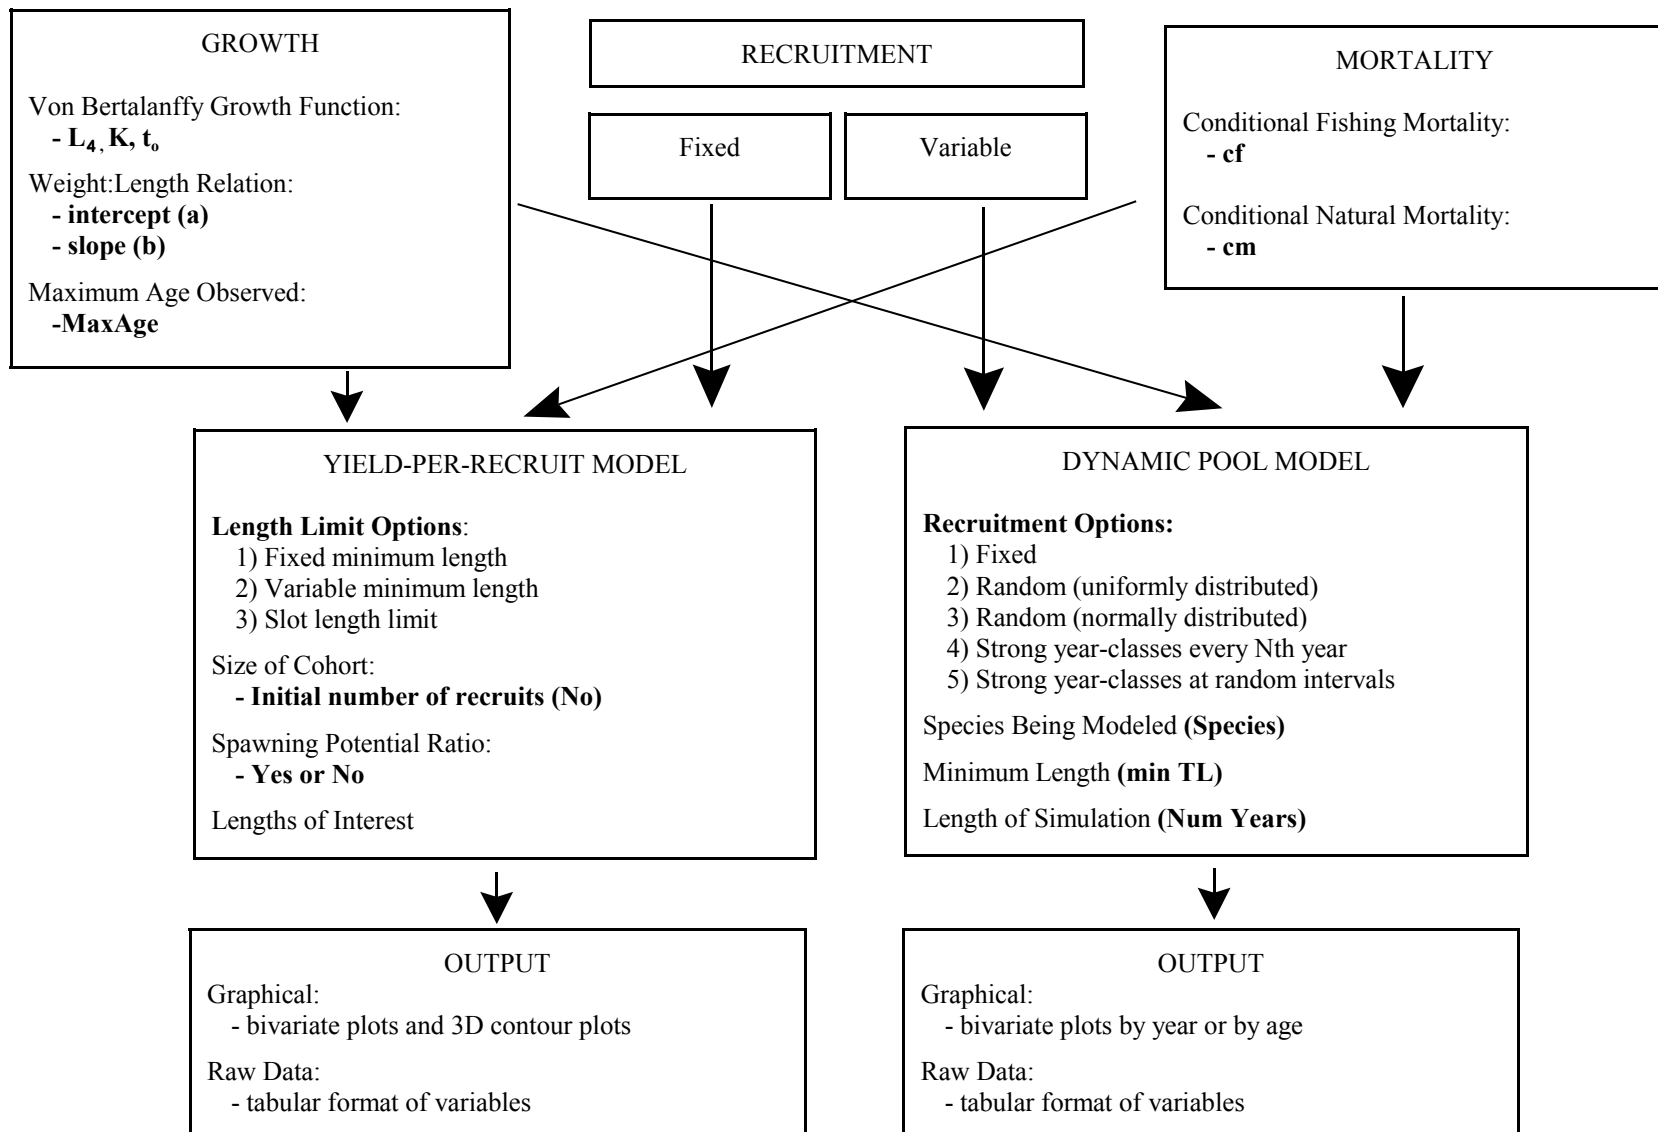 GROWTH
Von Bertalanffy Growth Function:
- L4, K, to
Weight:Length Relation:
- intercept (a)
- slope (b)
Maximum Age Observed:
-MaxAge
RECRUITMENT
Fixed
Variable
MORTALITY
Conditional Fishing Mortality:
- cf
Conditional Natural Mortality:
- cm
YIELD-PER-RECRUIT MODEL
Length Limit Options:
1) Fixed minimum length
2) Variable minimum length
3) Slot length limit
Size of Cohort:
- Initial number of recruits (No)
Spawning Potential Ratio:
- Yes or No
Lengths of Interest
DYNAMIC POOL MODEL
Recruitment Options:
1) Fixed
2) Random (uniformly distributed)
3) Random (normally distributed)
4) Strong year-classes every Nth year
5) Strong year-classes at random intervals
Species Being Modeled (Species)
Minimum Length (min TL)
Length of Simulation (Num Years)
OUTPUT
Graphical:
- bivariate plots and 3D contour plots
Raw Data:
- tabular format of variables
OUTPUT
Graphical:
- bivariate plots by year or by age
Raw Data:
- tabular format of variables